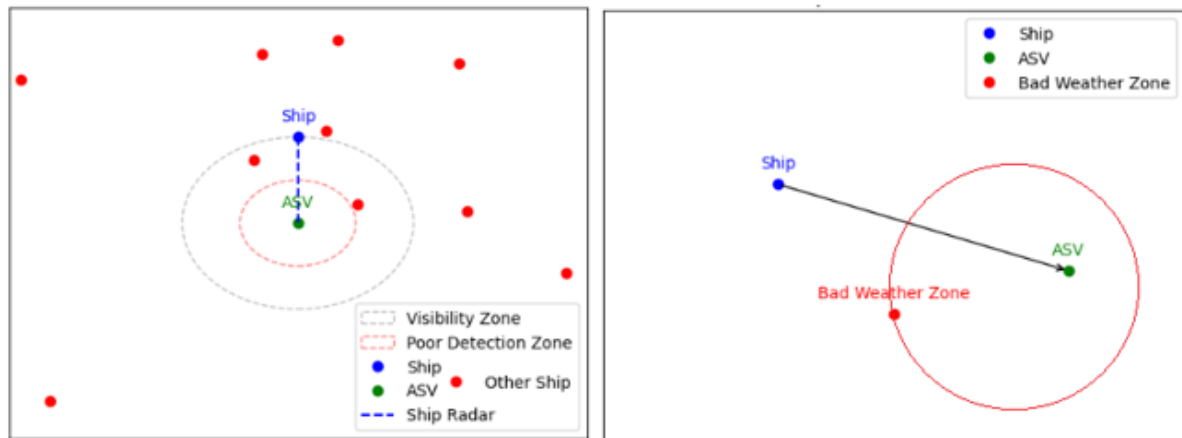 Ship
ASV
Visibility Zone
Poor Detection Zone
Ship
ASV
Other Ship
Ship Radar
Ship
ASV
Bad Weather Zone
Ship
ASV
Bad Weather Zone